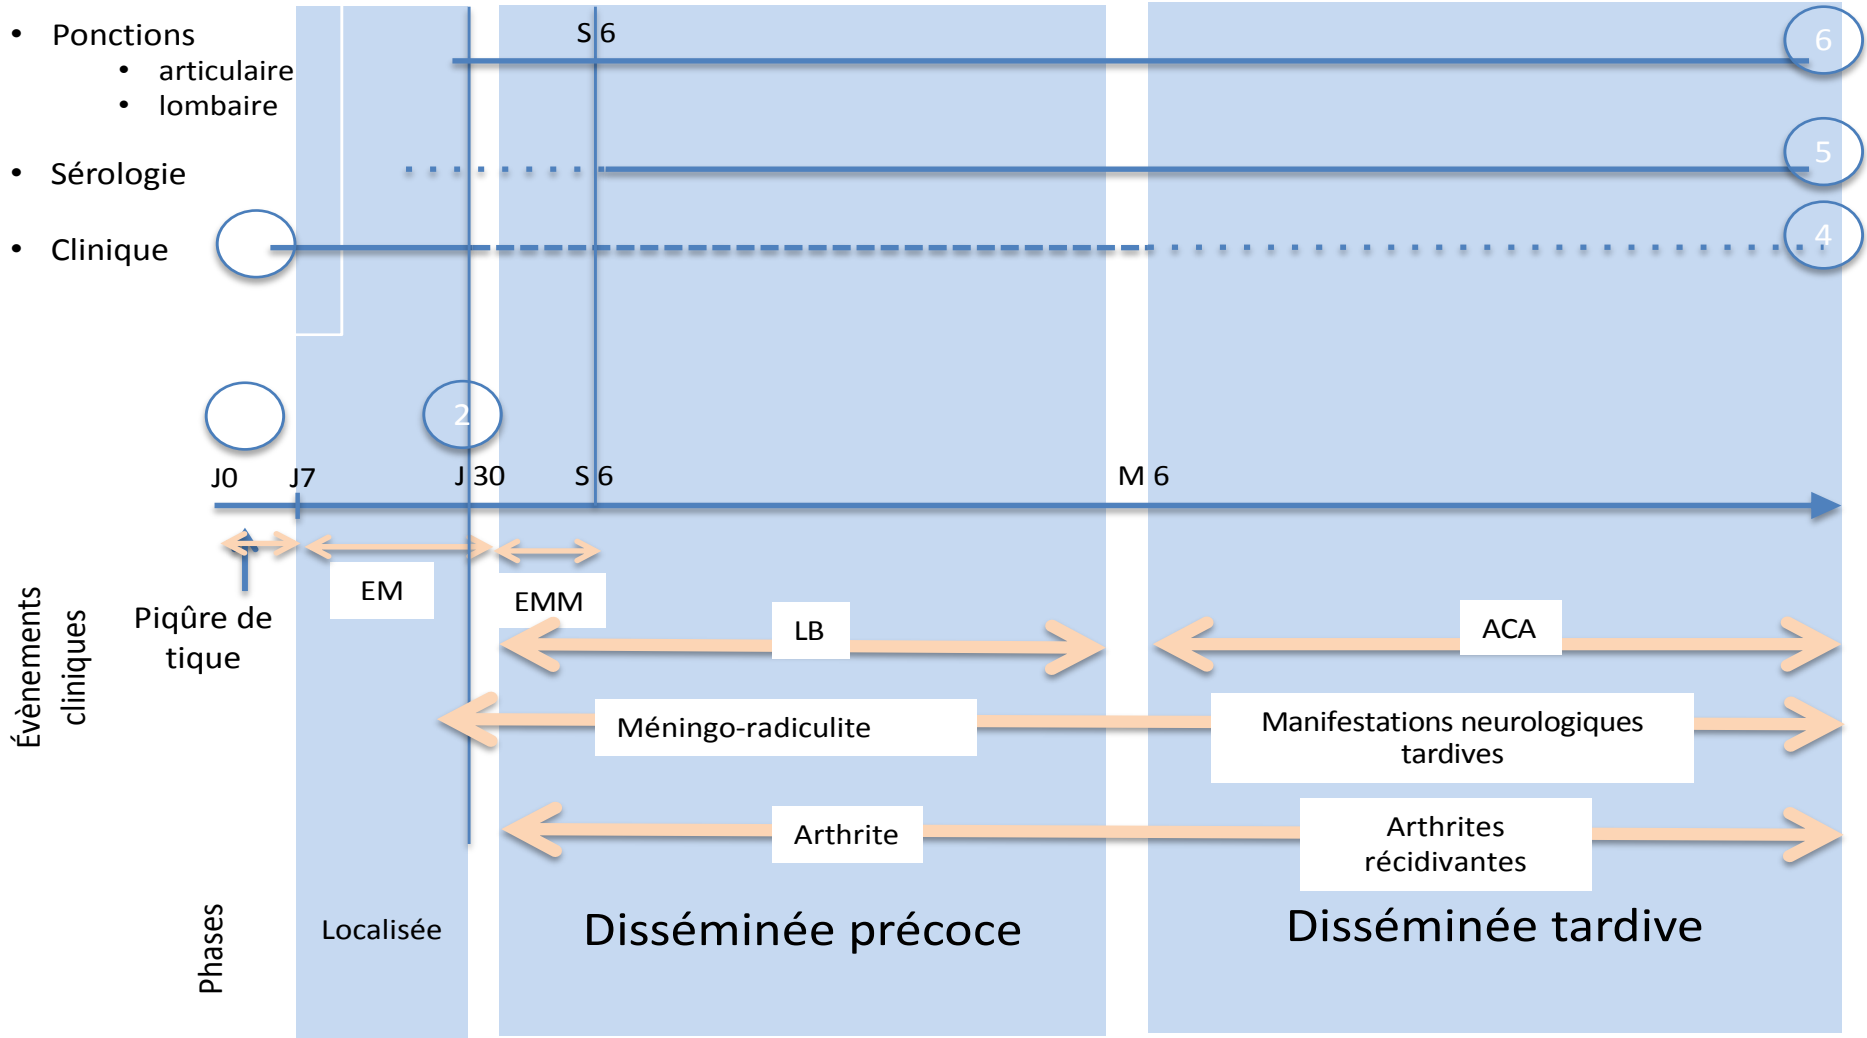 • Ponctions
• articulaire
• lombaire
S 6
6
• Sérologie
5
• Clinique
4
2
J0
J7
J 30
S 6
M 6
Évènements
cliniques
Piqûre de
tique
EM
EMM
LB
ACA
Méningo-radiculite
Manifestations neurologiques
tardives
Arthrite
Arthrites
récidivantes
Phases
Localisée
Disséminée précoce
Disséminée tardive